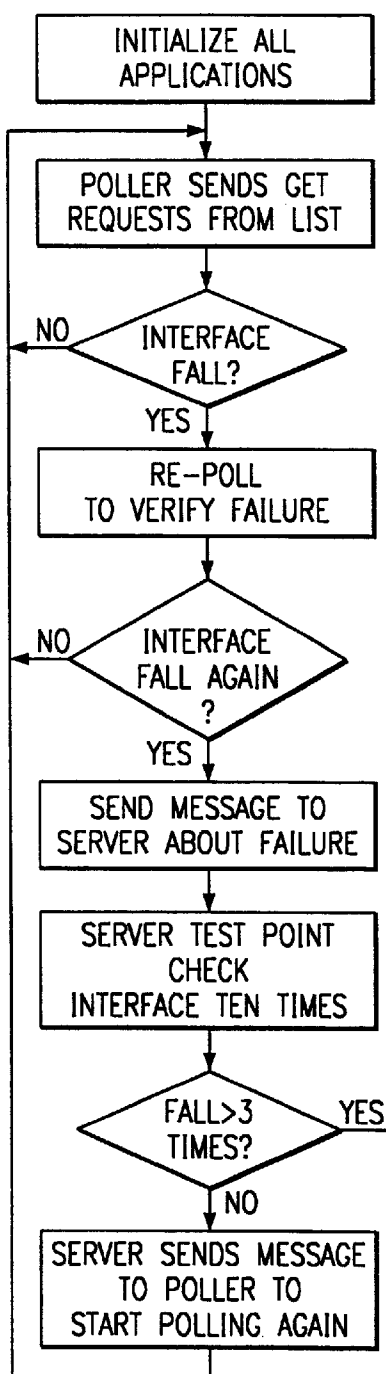 INITIALIZE ALL
APPLICATIONS
POLLER SENDS GET
REQUESTS FROM LIST
NO
INTERFACE
FALL?
YES
RE-POLL
TO VERIFY FAILURE
NO
INTERFACE
FALL AGAIN
?
YES
SEND MESSAGE TO
SERVER ABOUT FAILURE
SERVER TEST POINT
CHECK
INTERFACE TEN TIMES
FALL>3
TIMES?
YES
NO
SERVER SENDS MESSAGE
TO POLLER TO
START POLLING AGAIN